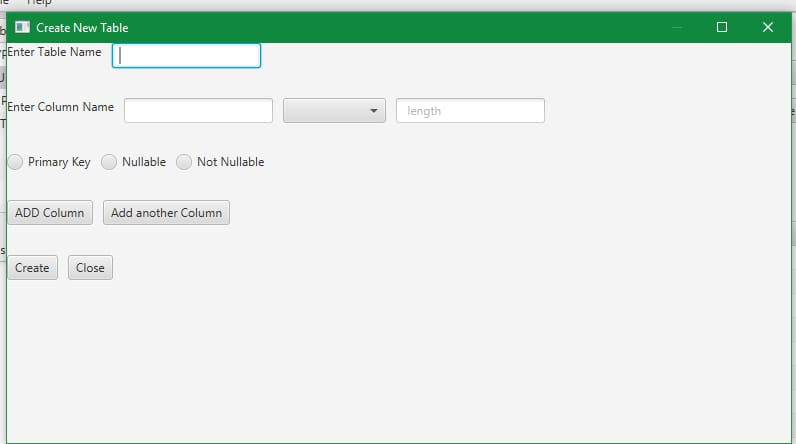 Help
Create New Table
Enter Table Name
Enter Column Name
length
Primary Key Nullable Not Nullable
ADD Column Add another Column
Create Close